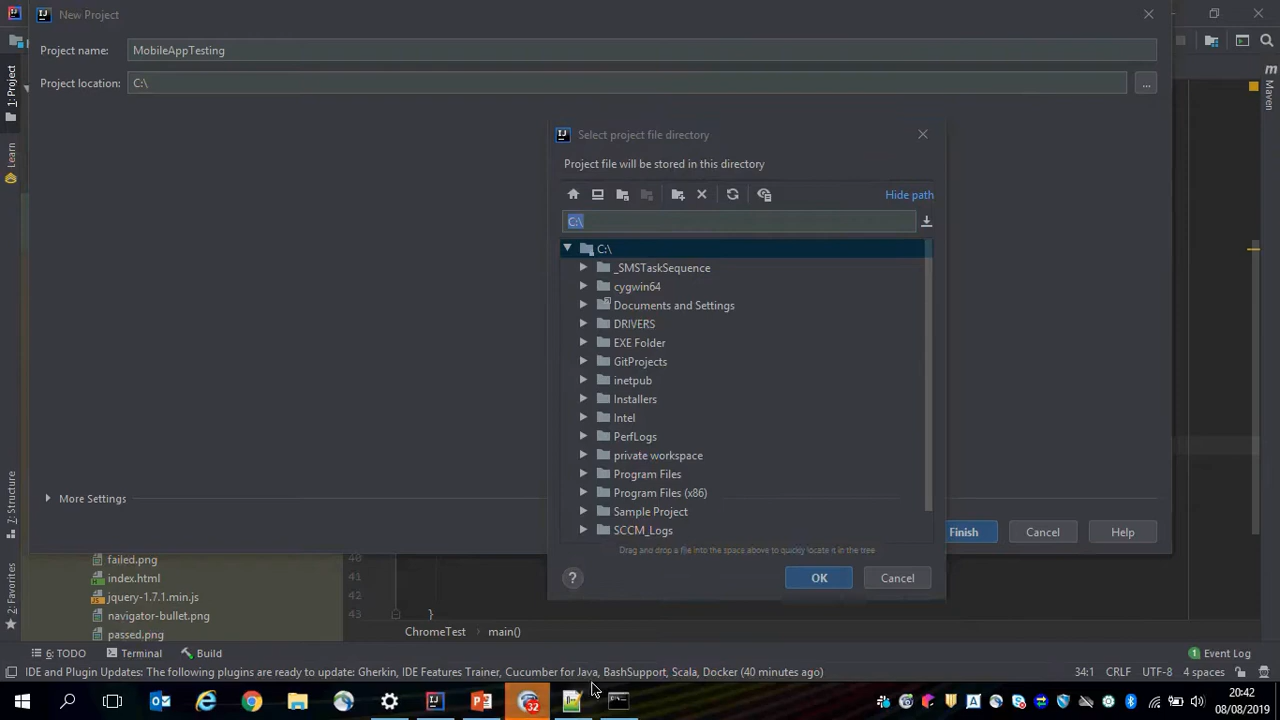 New Project
Project name: MobileAppTesting
Project location: C:\ ...
1: Project
Learn
7: Structure
2: Favorites
Maven
Select project file directory
Project file will be stored in this directory
Hide path
C:\
C:\
_SMSTaskSequence
cygwin64
Documents and Settings
DRIVERS
EXE Folder
GitProjects
inetpub
Installers
Intel
PerfLogs
private workspace
Program Files
Program Files (x86)
Sample Project
SCCM_Logs
Drag and drop a file into the space above to quickly locate it in the tree
? OK Cancel
More Settings
Finish Cancel Help
failed.png
index.html
jquery-1.7.1.min.js
navigator-bullet.png
passed.png
40
41
42
43 }
ChromeTest › main()
6: TODO Terminal Build 1 Event Log
IDE and Plugin Updates: The following plugins are ready to update: Gherkin, IDE Features Trainer, Cucumber for Java, BashSupport, Scala, Docker (40 minutes ago) 34:1 CRLF UTF-8 4 spaces
32
20:42
08/08/2019